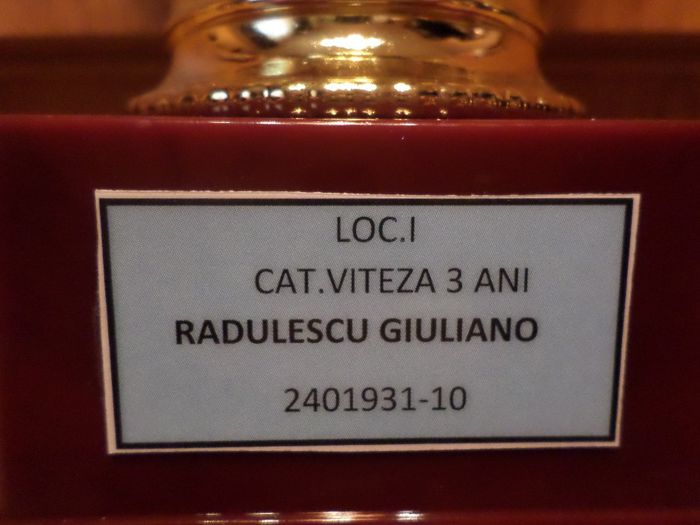 LOC.I
CAT.VITEZA 3 ANI
RADULESCU GIULIANO
2401931-10